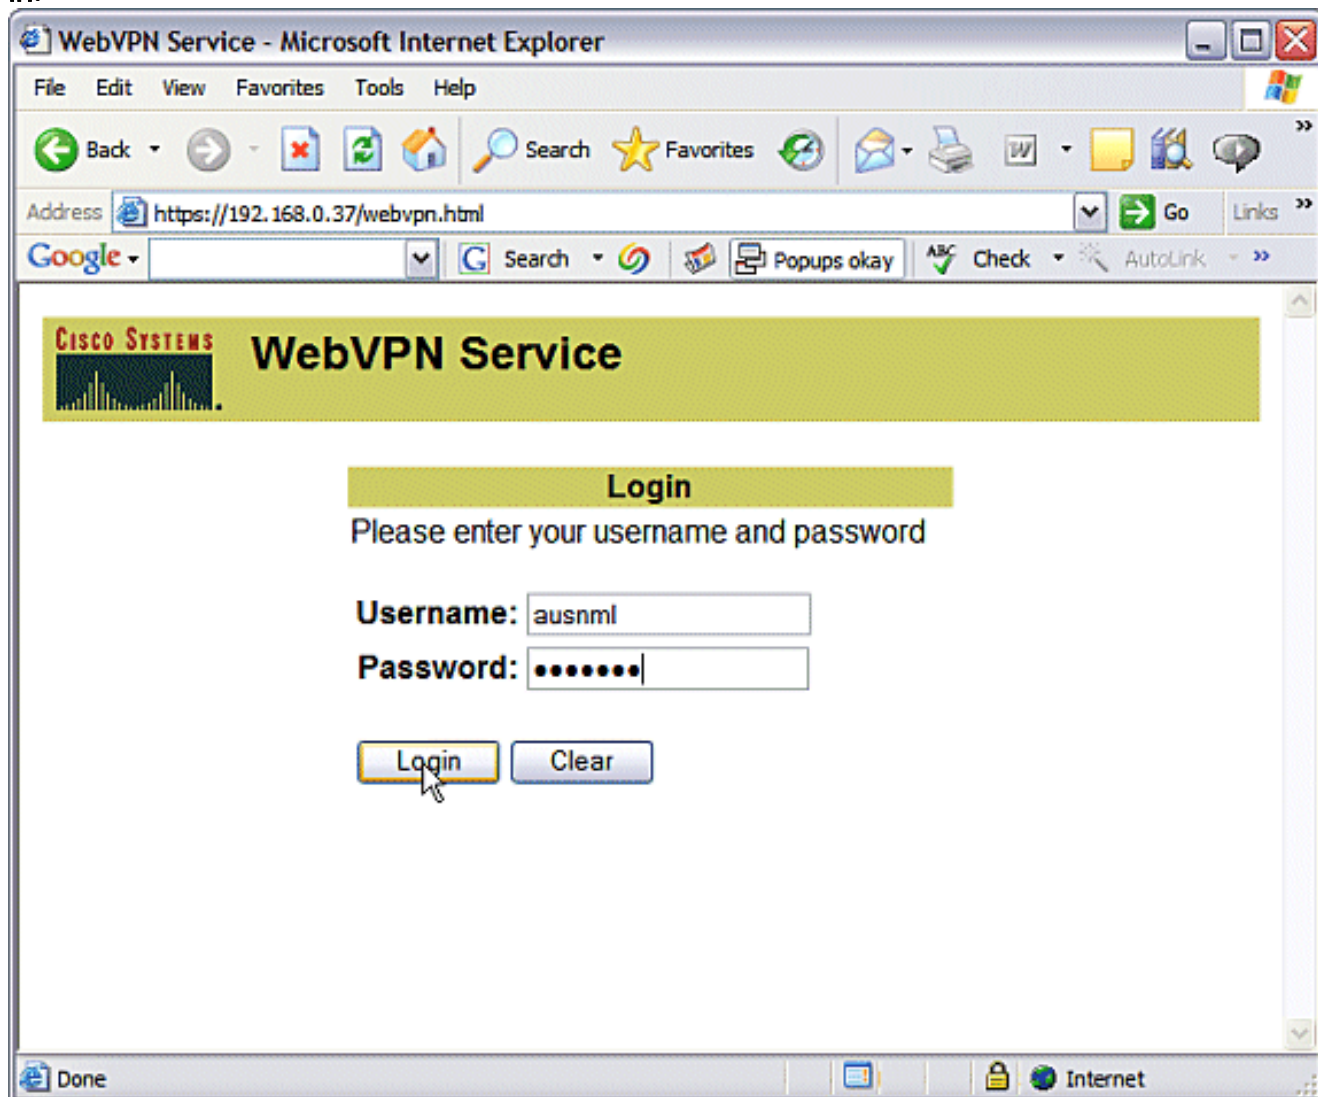 in.
WebVPN Service - Microsoft Internet Explorer
File Edit View Favorites Tools Help
Back Search Favorites W »
Address https://192.168.0.37/webvpn.html Go Links »
Google G Search Popups okay ABC Check AutoLink »
CISCO SYSTEMS
WebVPN Service
Login
Please enter your username and password
Username: ausnml
Password: •••••••
Login Clear
Done Internet